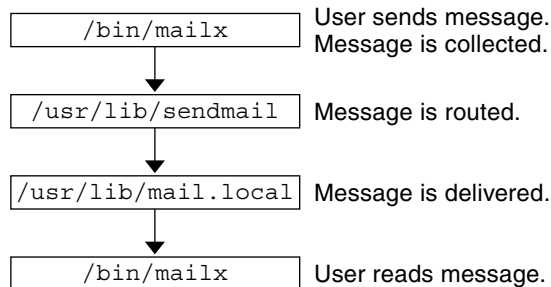 /bin/mailx
User sends message.
Message is collected.
/usr/lib/sendmail
Message is routed.
/usr/lib/mail.local
Message is delivered.
/bin/mailx
User reads message.